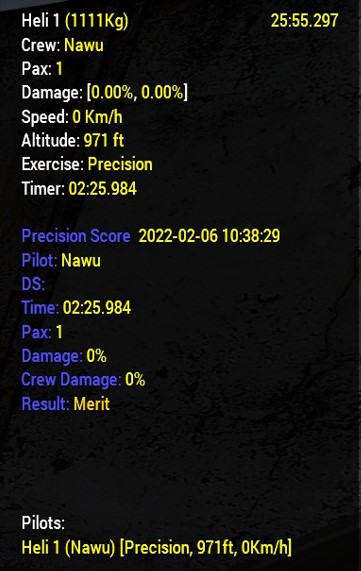 Heli 1 (1111Kg) 25:55.297
Crew: Nawu
Pax: 1
Damage: [0.00%, 0.00%]
Speed: 0 Km/h
Altitude: 971 ft
Exercise: Precision
Timer: 02:25.984
Precision Score 2022-02-06 10:38:29
Pilot: Nawu
DS:
Time: 02:25.984
Pax: 1
Damage: 0%
Crew Damage: 0%
Result: Merit
Pilots:
Heli 1 (Nawu) [Precision, 971ft, 0Km/h]